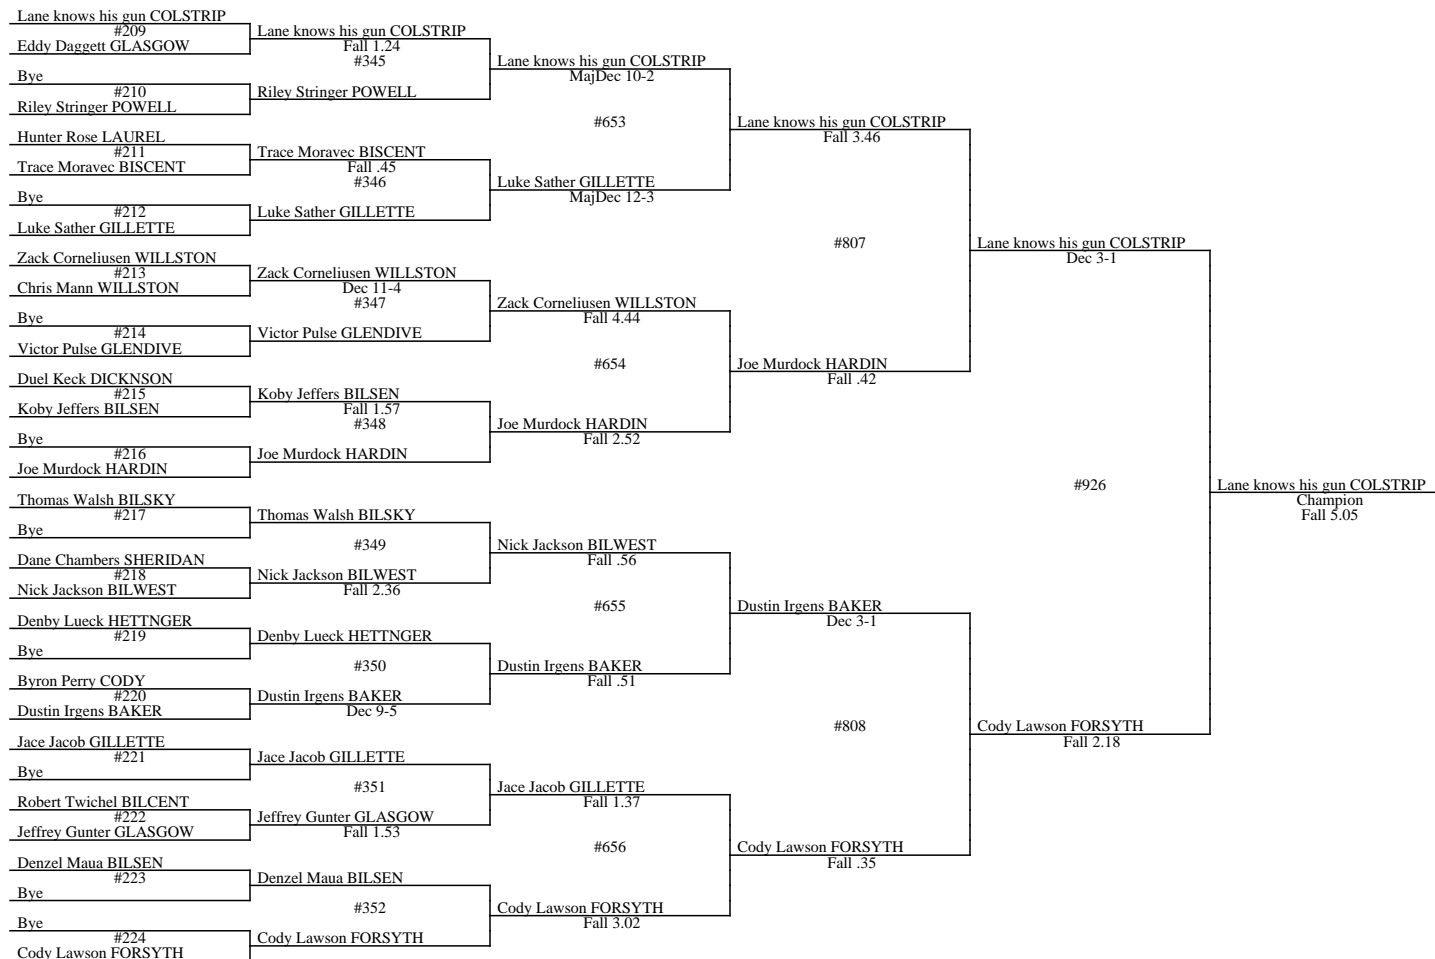 Lane knows his gun COLSTRIP
#209
Eddy Daggett GLASGOW
Bye
#210
Riley Stringer POWELL
Hunter Rose LAUREL
#211
Trace Moravec BISCENT
Bye
#212
Luke Sather GILLETTE
Zack Corneliusen WILLSTON
#213
Chris Mann WILLSTON
Bye
#214
Victor Pulse GLENDIVE
Duel Keck DICKNSON
#215
Koby Jeffers BILSEN
Bye
#216
Joe Murdock HARDIN
Thomas Walsh BILSKY
#217
Bye
Dane Chambers SHERIDAN
#218
Nick Jackson BILWEST
Denby Lueck HETTNGER
#219
Bye
Byron Perry CODY
#220
Dustin Irgens BAKER
Jace Jacob GILLETTE
#221
Bye
Robert Twichel BILCENT
#222
Jeffrey Gunter GLASGOW
Denzel Maua BILSEN
#223
Bye
Bye
#224
Cody Lawson FORSYTH
Lane knows his gun COLSTRIP
Fall 1.24
#345
Riley Stringer POWELL
Trace Moravec BISCENT
Fall .45
#346
Luke Sather GILLETTE
Zack Corneliusen WILLSTON
Dec 11-4
#347
Victor Pulse GLENDIVE
Koby Jeffers BILSEN
Fall 1.57
#348
Joe Murdock HARDIN
Thomas Walsh BILSKY
#349
Nick Jackson BILWEST
Fall 2.36
Denby Lueck HETTNGER
#350
Dustin Irgens BAKER
Dec 9-5
Jace Jacob GILLETTE
#351
Jeffrey Gunter GLASGOW
Fall 1.53
Denzel Maua BILSEN
#352
Cody Lawson FORSYTH
Lane knows his gun COLSTRIP
MajDec 10-2
#653
Luke Sather GILLETTE
MajDec 12-3
Zack Corneliusen WILLSTON
Fall 4.44
#654
Joe Murdock HARDIN
Fall 2.52
Nick Jackson BILWEST
Fall .56
#655
Dustin Irgens BAKER
Fall .51
Jace Jacob GILLETTE
Fall 1.37
#656
Cody Lawson FORSYTH
Fall 3.02
Lane knows his gun COLSTRIP
Fall 3.46
#807
Joe Murdock HARDIN
Fall .42
Dustin Irgens BAKER
Dec 3-1
#808
Cody Lawson FORSYTH
Fall .35
Lane knows his gun COLSTRIP
Dec 3-1
#926
Cody Lawson FORSYTH
Fall 2.18
Lane knows his gun COLSTRIP
Champion
Fall 5.05